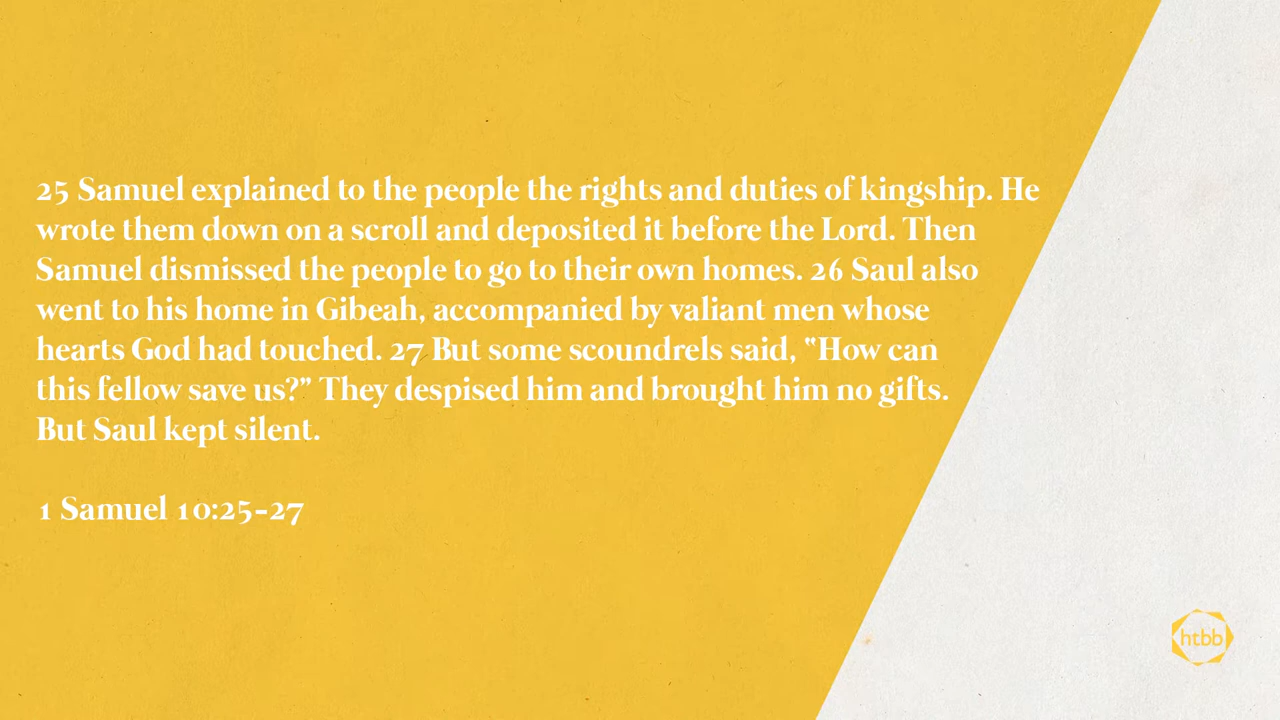 25 Samuel explained to the people the rights and duties of kingship. He
wrote them down on a scroll and deposited it before the Lord. Then
Samuel dismissed the people to go to their own homes. 26 Saul also
went to his home in Gibeah, accompanied by valiant men whose
hearts God had touched. 27 But some scoundrels said, “How can
this fellow save us?” They despised him and brought him no gifts.
But Saul kept silent.
1 Samuel 10:25-27
htbb